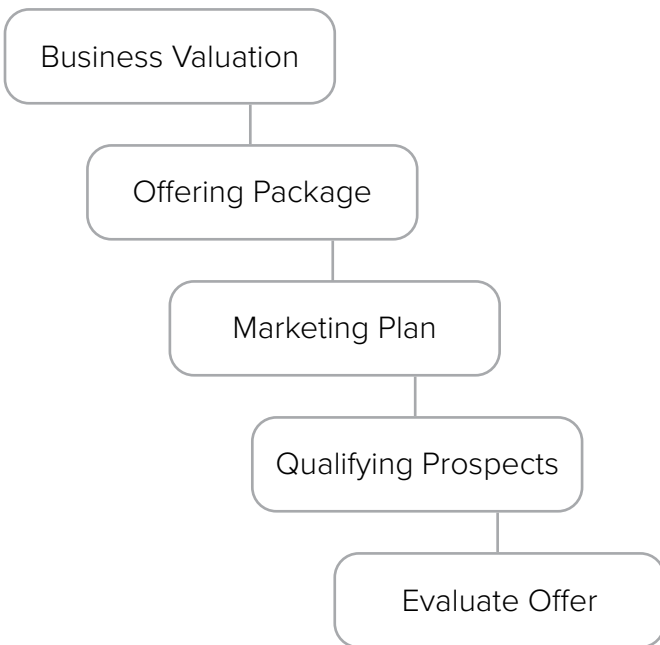 Business Valuation
Offering Package
Marketing Plan
Qualifying Prospects
Evaluate Offer